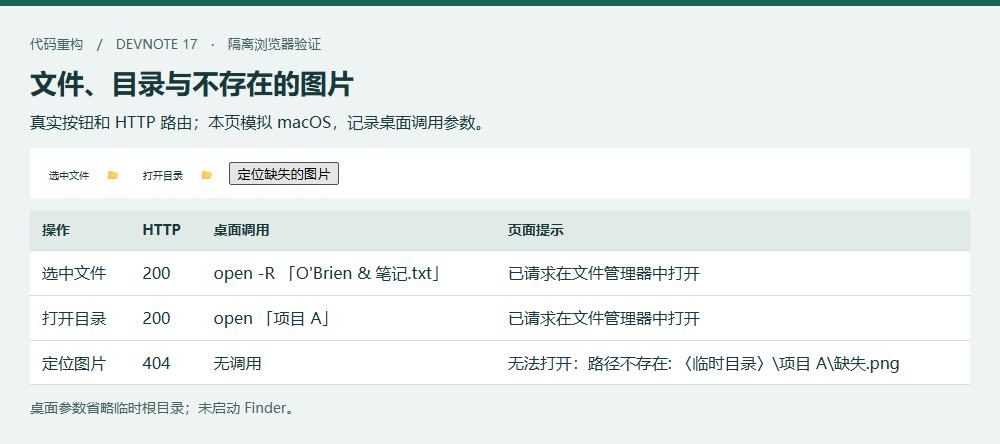 代码重构 / DEVNOTE 17 · 隔离浏览器验证
文件、目录与不存在的图片
真实按钮和 HTTP 路由；本页模拟 macOS，记录桌面调用参数。
选中文件 打开目录 定位缺失的图片
操作 HTTP 桌面调用 页面提示
选中文件 200 open -R 「O'Brien & 笔记.txt」 已请求在文件管理器中打开
打开目录 200 open 「项目 A」 已请求在文件管理器中打开
定位图片 404 无调用 无法打开：路径不存在: 〈临时目录〉\项目 A\缺失.png
桌面参数省略临时根目录；未启动 Finder。